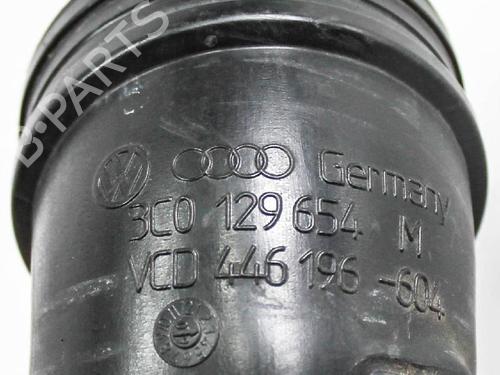 B-PARTS
Germany
3C0 129 654 M
VCD 446 196-604